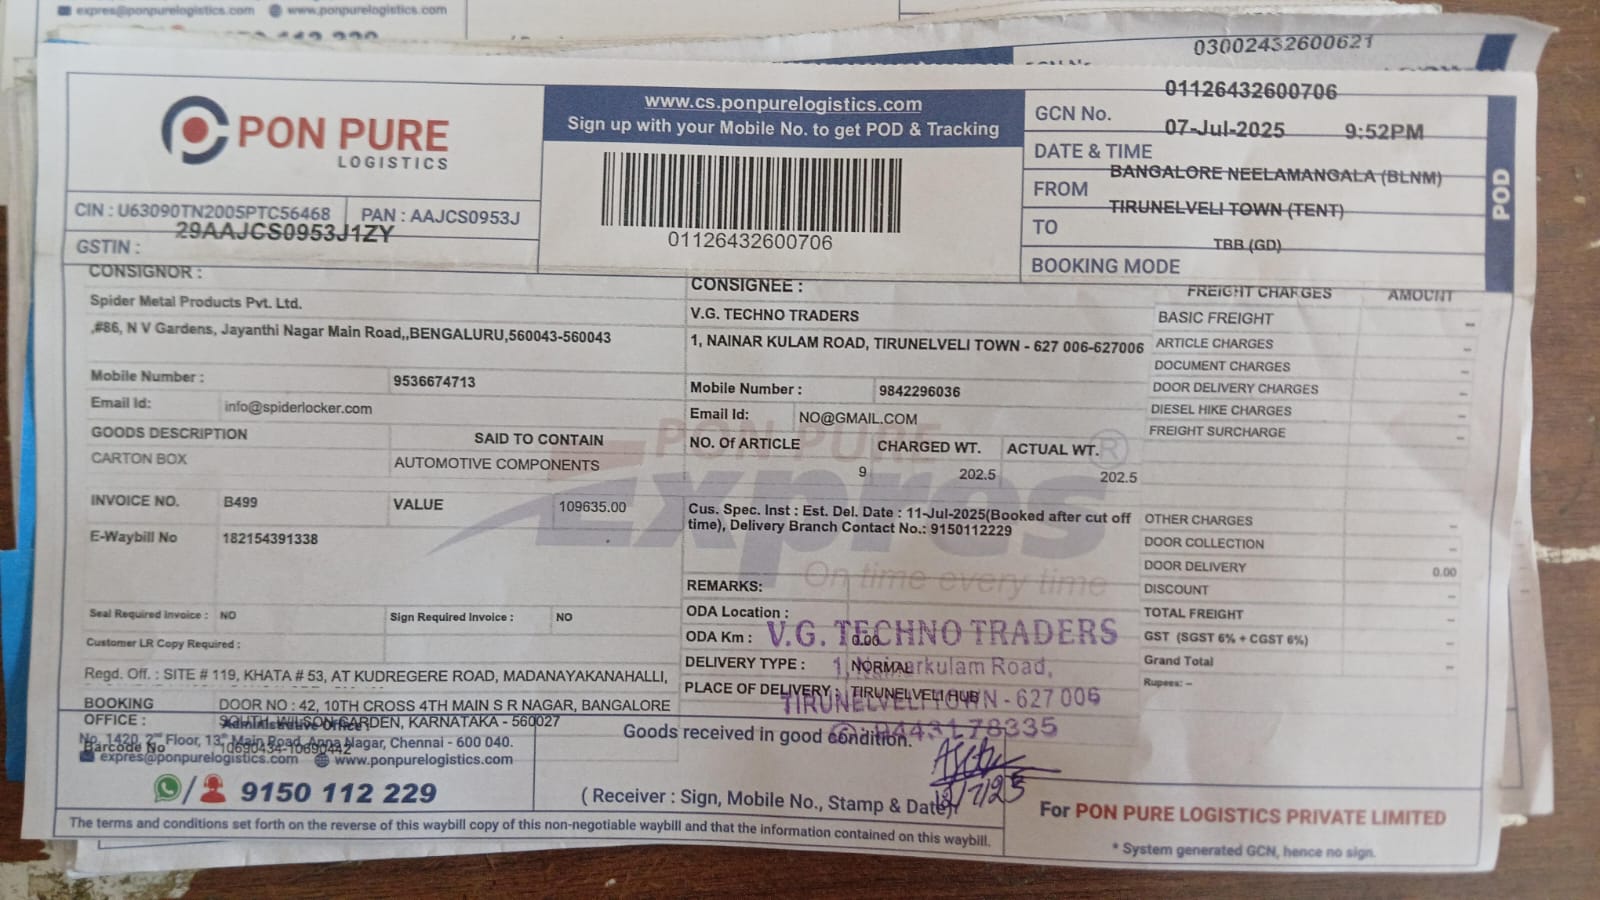 expres@ponpurelogistics.com www.ponpurelogistics.com
03002432600621
PON PURE
LOGISTICS
www.cs.ponpurelogistics.com
Sign up with your Mobile No. to get POD & Tracking
01126432600706
GCN No. 01126432600706
DATE & TIME 07-Jul-2025 9:52PM
FROM BANGALORE NEELAMANGALA (BLNM)
TO TIRUNELVELI TOWN (TENT)
BOOKING MODE TBB (GD)
POD
CIN : U63090TN2005PTC56468 PAN : AAJCS0953J
GSTIN : 29AAJCS0953J1ZY
CONSIGNOR :
Spider Metal Products Pvt. Ltd.
,#86, N V Gardens, Jayanthi Nagar Main Road,,BENGALURU,560043-560043
Mobile Number : 9536674713
Email Id: info@spiderlocker.com
GOODS DESCRIPTION SAID TO CONTAIN
CARTON BOX AUTOMOTIVE COMPONENTS
INVOICE NO. B499 VALUE 109635.00
E-Waybill No 182154391338
Seal Required Invoice : NO Sign Required Invoice : NO
Customer LR Copy Required :
Regd. Off. : SITE # 119, KHATA # 53, AT KUDREGERE ROAD, MADANAYAKANAHALLI,
BOOKING OFFICE : DOOR NO : 42, 10TH CROSS 4TH MAIN S R NAGAR, BANGALORE
SOUTH, WILSON GARDEN, KARNATAKA - 560027
Administrative Office :
No. 1420, 2nd Floor, 13th Main Road, Anna Nagar, Chennai - 600 040.
Barcode No 10690434-10690442
expres@ponpurelogistics.com www.ponpurelogistics.com
9150 112 229
CONSIGNEE :
V.G. TECHNO TRADERS
1, NAINAR KULAM ROAD, TIRUNELVELI TOWN - 627 006-627006
Mobile Number : 9842296036
Email Id: NO@GMAIL.COM
NO. Of ARTICLE CHARGED WT. ACTUAL WT.
9 202.5 202.5
Cus. Spec. Inst : Est. Del. Date : 11-Jul-2025(Booked after cut off
time), Delivery Branch Contact No.: 9150112229
REMARKS:
ODA Location :
ODA Km : 0.00
DELIVERY TYPE : NORMAL
PLACE OF DELIVERY : TIRUNELVELI HUB
PON PURE
Expres
On time every time
V.G. TECHNO TRADERS
TIRUNELVELI TOWN - 627 006
9443178335
Goods received in good condition.
12/7/25
( Receiver : Sign, Mobile No., Stamp & Date)
FREIGHT CHARGES AMOUNT
BASIC FREIGHT –
ARTICLE CHARGES –
DOCUMENT CHARGES –
DOOR DELIVERY CHARGES –
DIESEL HIKE CHARGES –
FREIGHT SURCHARGE –
OTHER CHARGES –
DOOR COLLECTION –
DOOR DELIVERY 0.00
DISCOUNT –
TOTAL FREIGHT –
GST (SGST 6% + CGST 6%) –
Grand Total –
Rupees: –
For PON PURE LOGISTICS PRIVATE LIMITED
* System generated GCN, hence no sign.
The terms and conditions set forth on the reverse of this waybill copy of this non-negotiable waybill and that the information contained on this waybill.